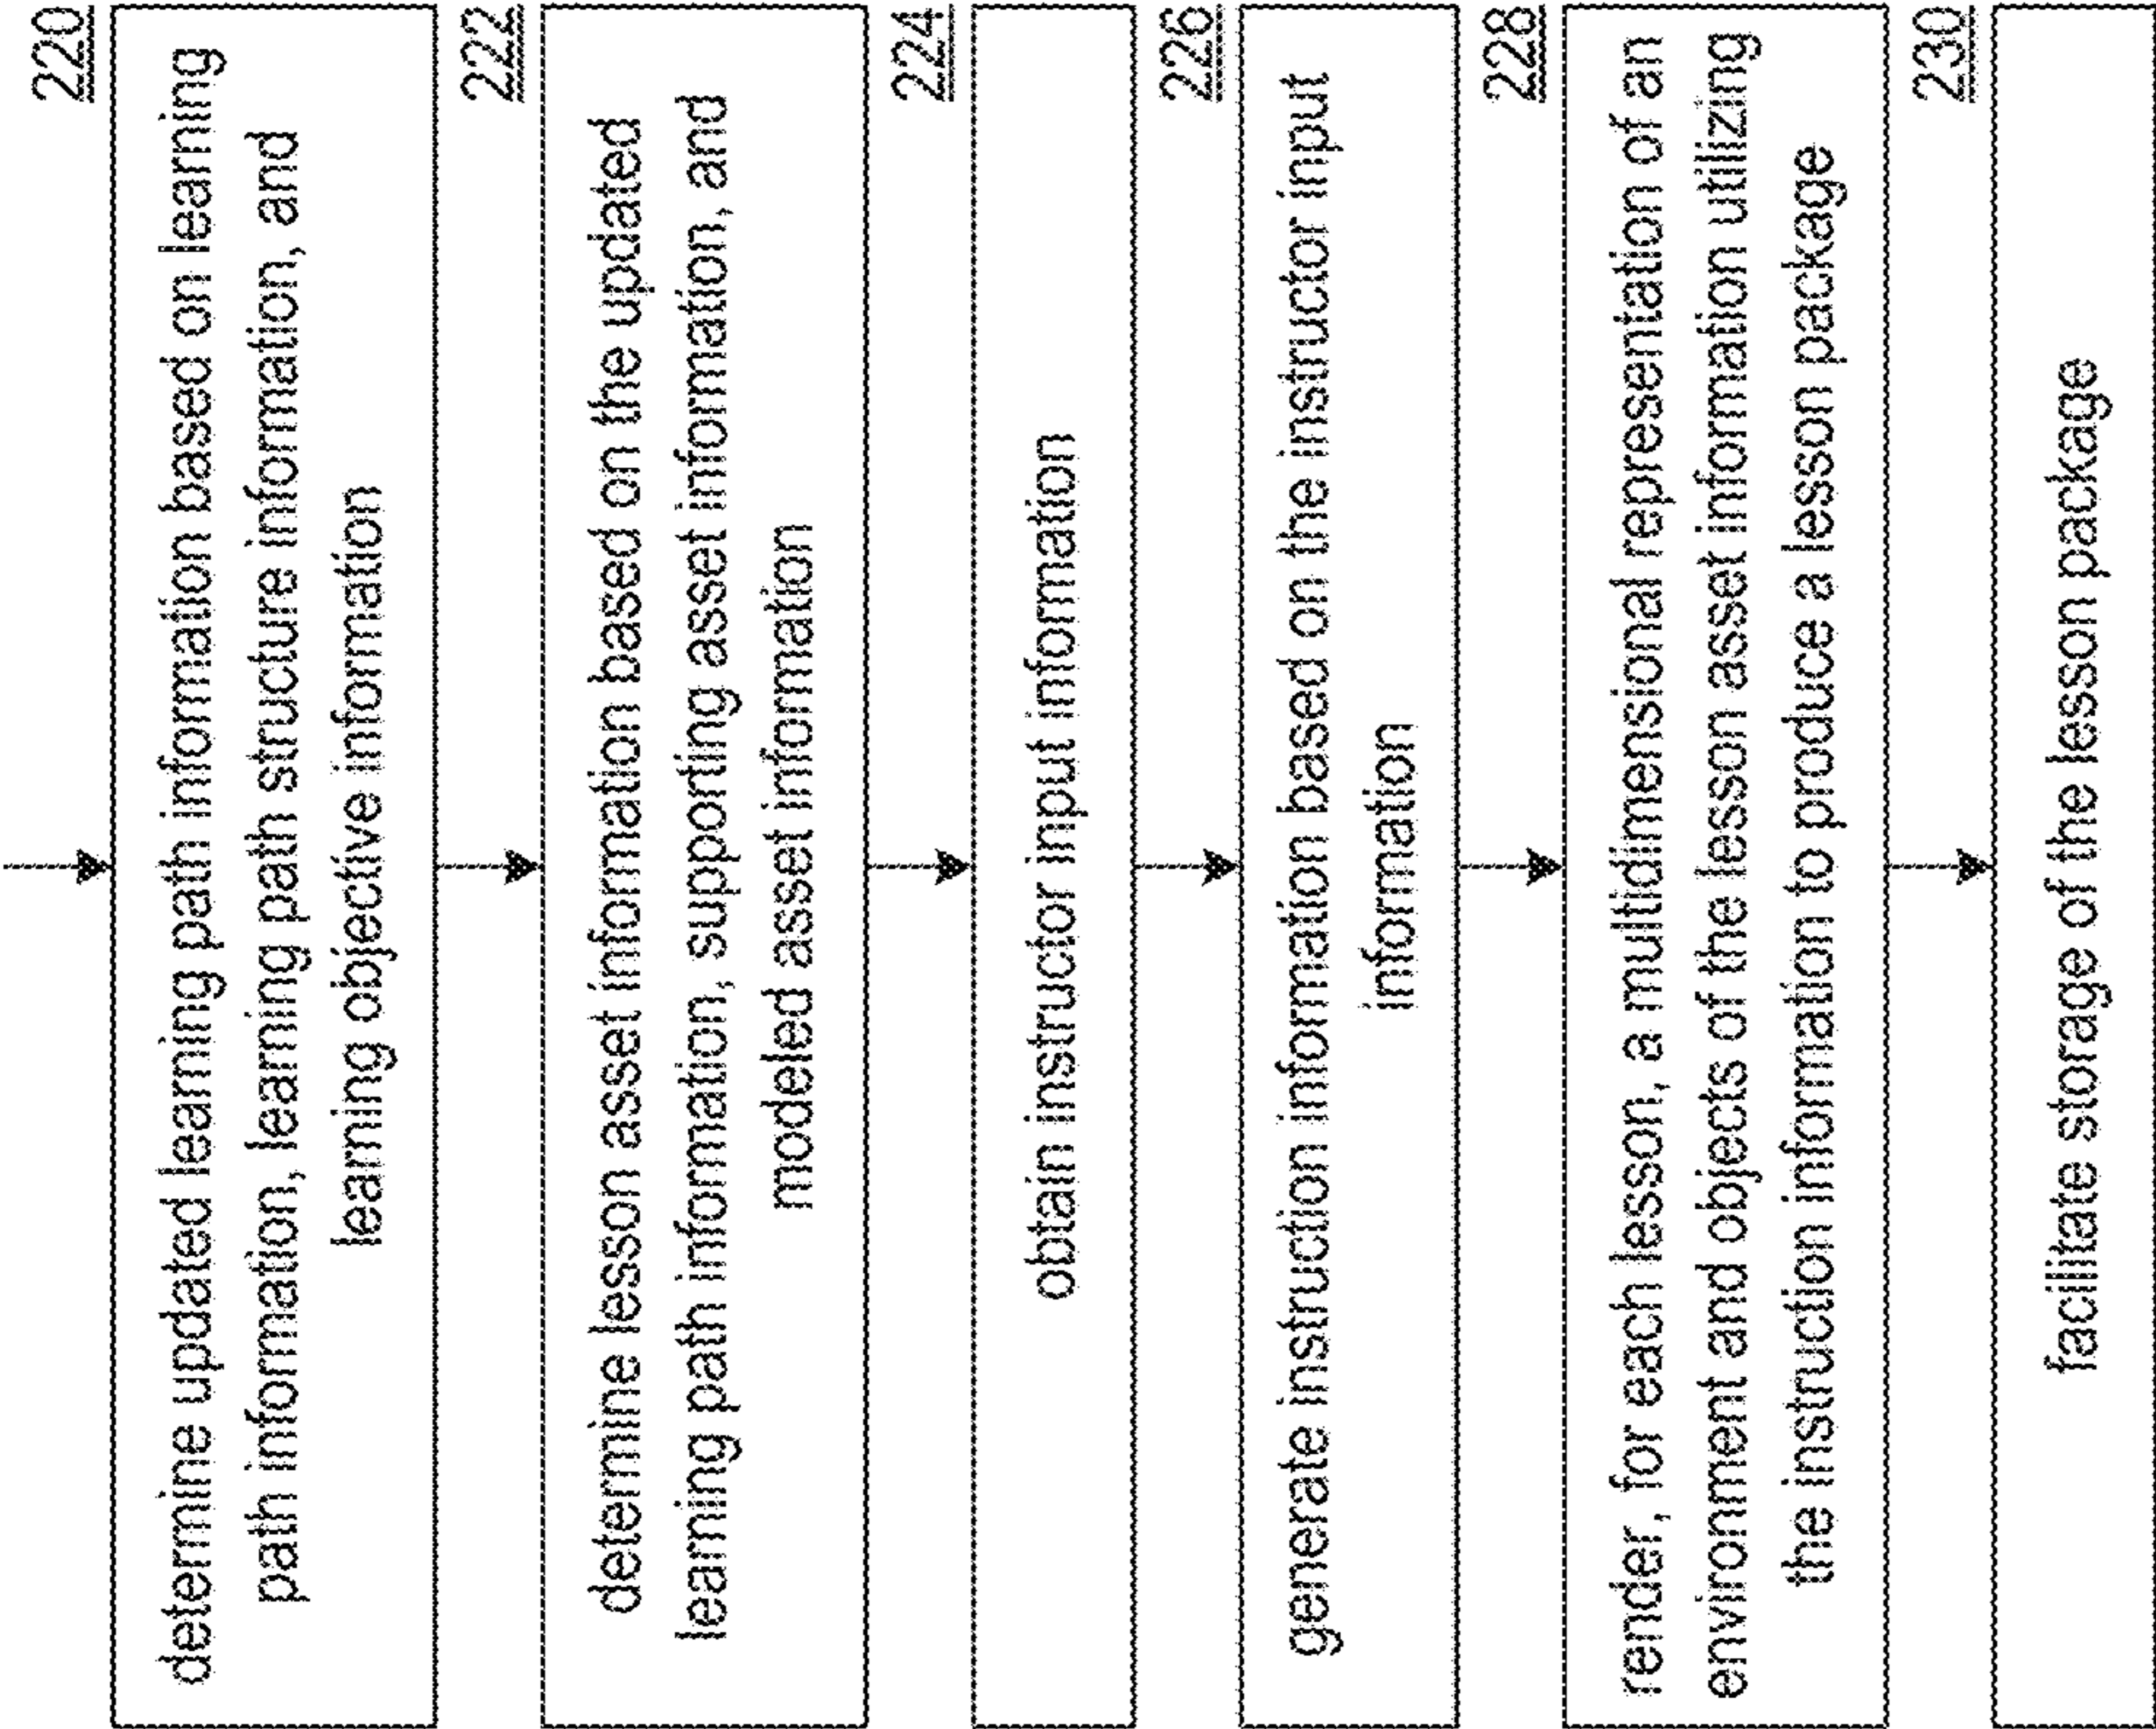 220
determine updated learning path information based on learning
path information, learning path structure information, and
learning objective information
222
determine lesson asset information based on the updated
learning path information, supporting asset information, and
modeled asset information
224
obtain instructor input information
226
generate instruction information based on the instructor input
information
228
render, for each lesson, a multidimensional representation of an
environment and objects of the lesson asset information utilizing
the instruction information to produce a lesson package
230
facilitate storage of the lesson package